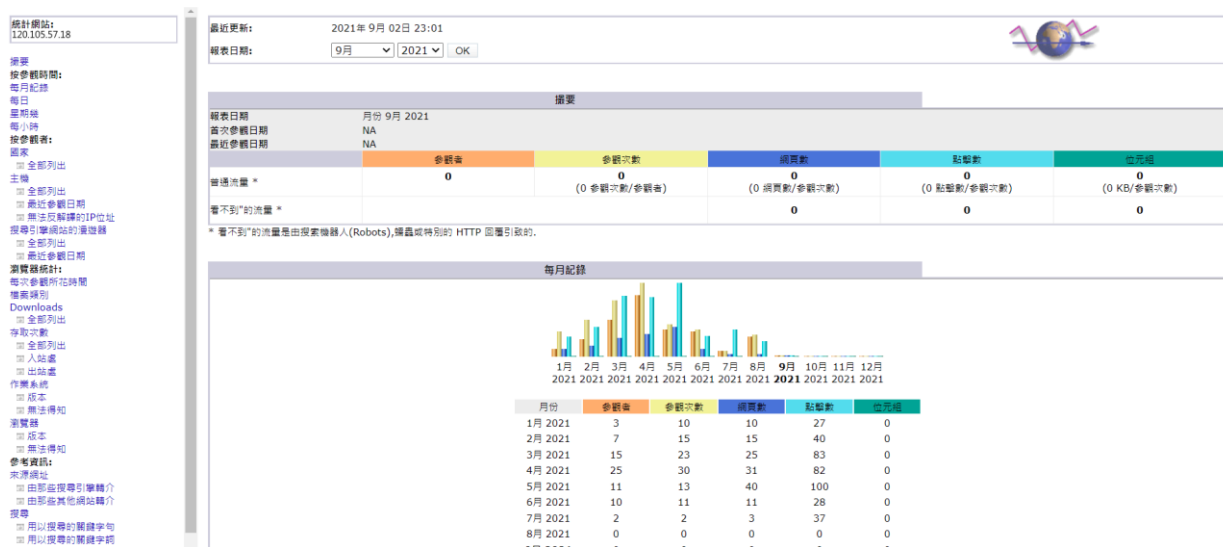 統計網站:
120.105.57.18
摘要
按參觀時間:
每月記錄
每日
星期幾
每小時
按參觀者:
國家
全部列出
主機
全部列出
最近參觀日期
無法反解譯的IP位址
搜尋引擎網站的漫遊器
全部列出
最近參觀日期
瀏覽器統計:
每次參觀所花時間
檔案類別
Downloads
全部列出
存取次數
全部列出
入站處
出站處
作業系統
版本
無法得知
瀏覽器
版本
無法得知
參考資訊:
來源網址
由那些搜尋引擎轉介
由那些其他網站轉介
搜尋
用以搜尋的關鍵字句
用以搜尋的關鍵字詞
最近更新: 2021年 9月 02日 23:01
報表日期: 9月 2021 OK
摘要
報表日期 月份 9月 2021
首次參觀日期 NA
最近參觀日期 NA
參觀者 參觀次數 網頁數 點擊數 位元組
普通流量 * 0 0 0 0 0
(0 參觀次數/參觀者) (0 網頁數/參觀次數) (0 點擊數/參觀次數) (0 KB/參觀次數)
看不到"的流量 * 0 0 0
* 看不到"的流量是由搜索機器人(Robots),蠕蟲或特別的 HTTP 回覆引致的.
每月記錄
1月 2月 3月 4月 5月 6月 7月 8月 9月 10月 11月 12月
2021 2021 2021 2021 2021 2021 2021 2021 2021 2021 2021 2021
月份 參觀者 參觀次數 網頁數 點擊數 位元組
1月 2021 3 10 10 27 0
2月 2021 7 15 15 40 0
3月 2021 15 23 25 83 0
4月 2021 25 30 31 82 0
5月 2021 11 13 40 100 0
6月 2021 10 11 11 28 0
7月 2021 2 2 3 37 0
8月 2021 0 0 0 0 0